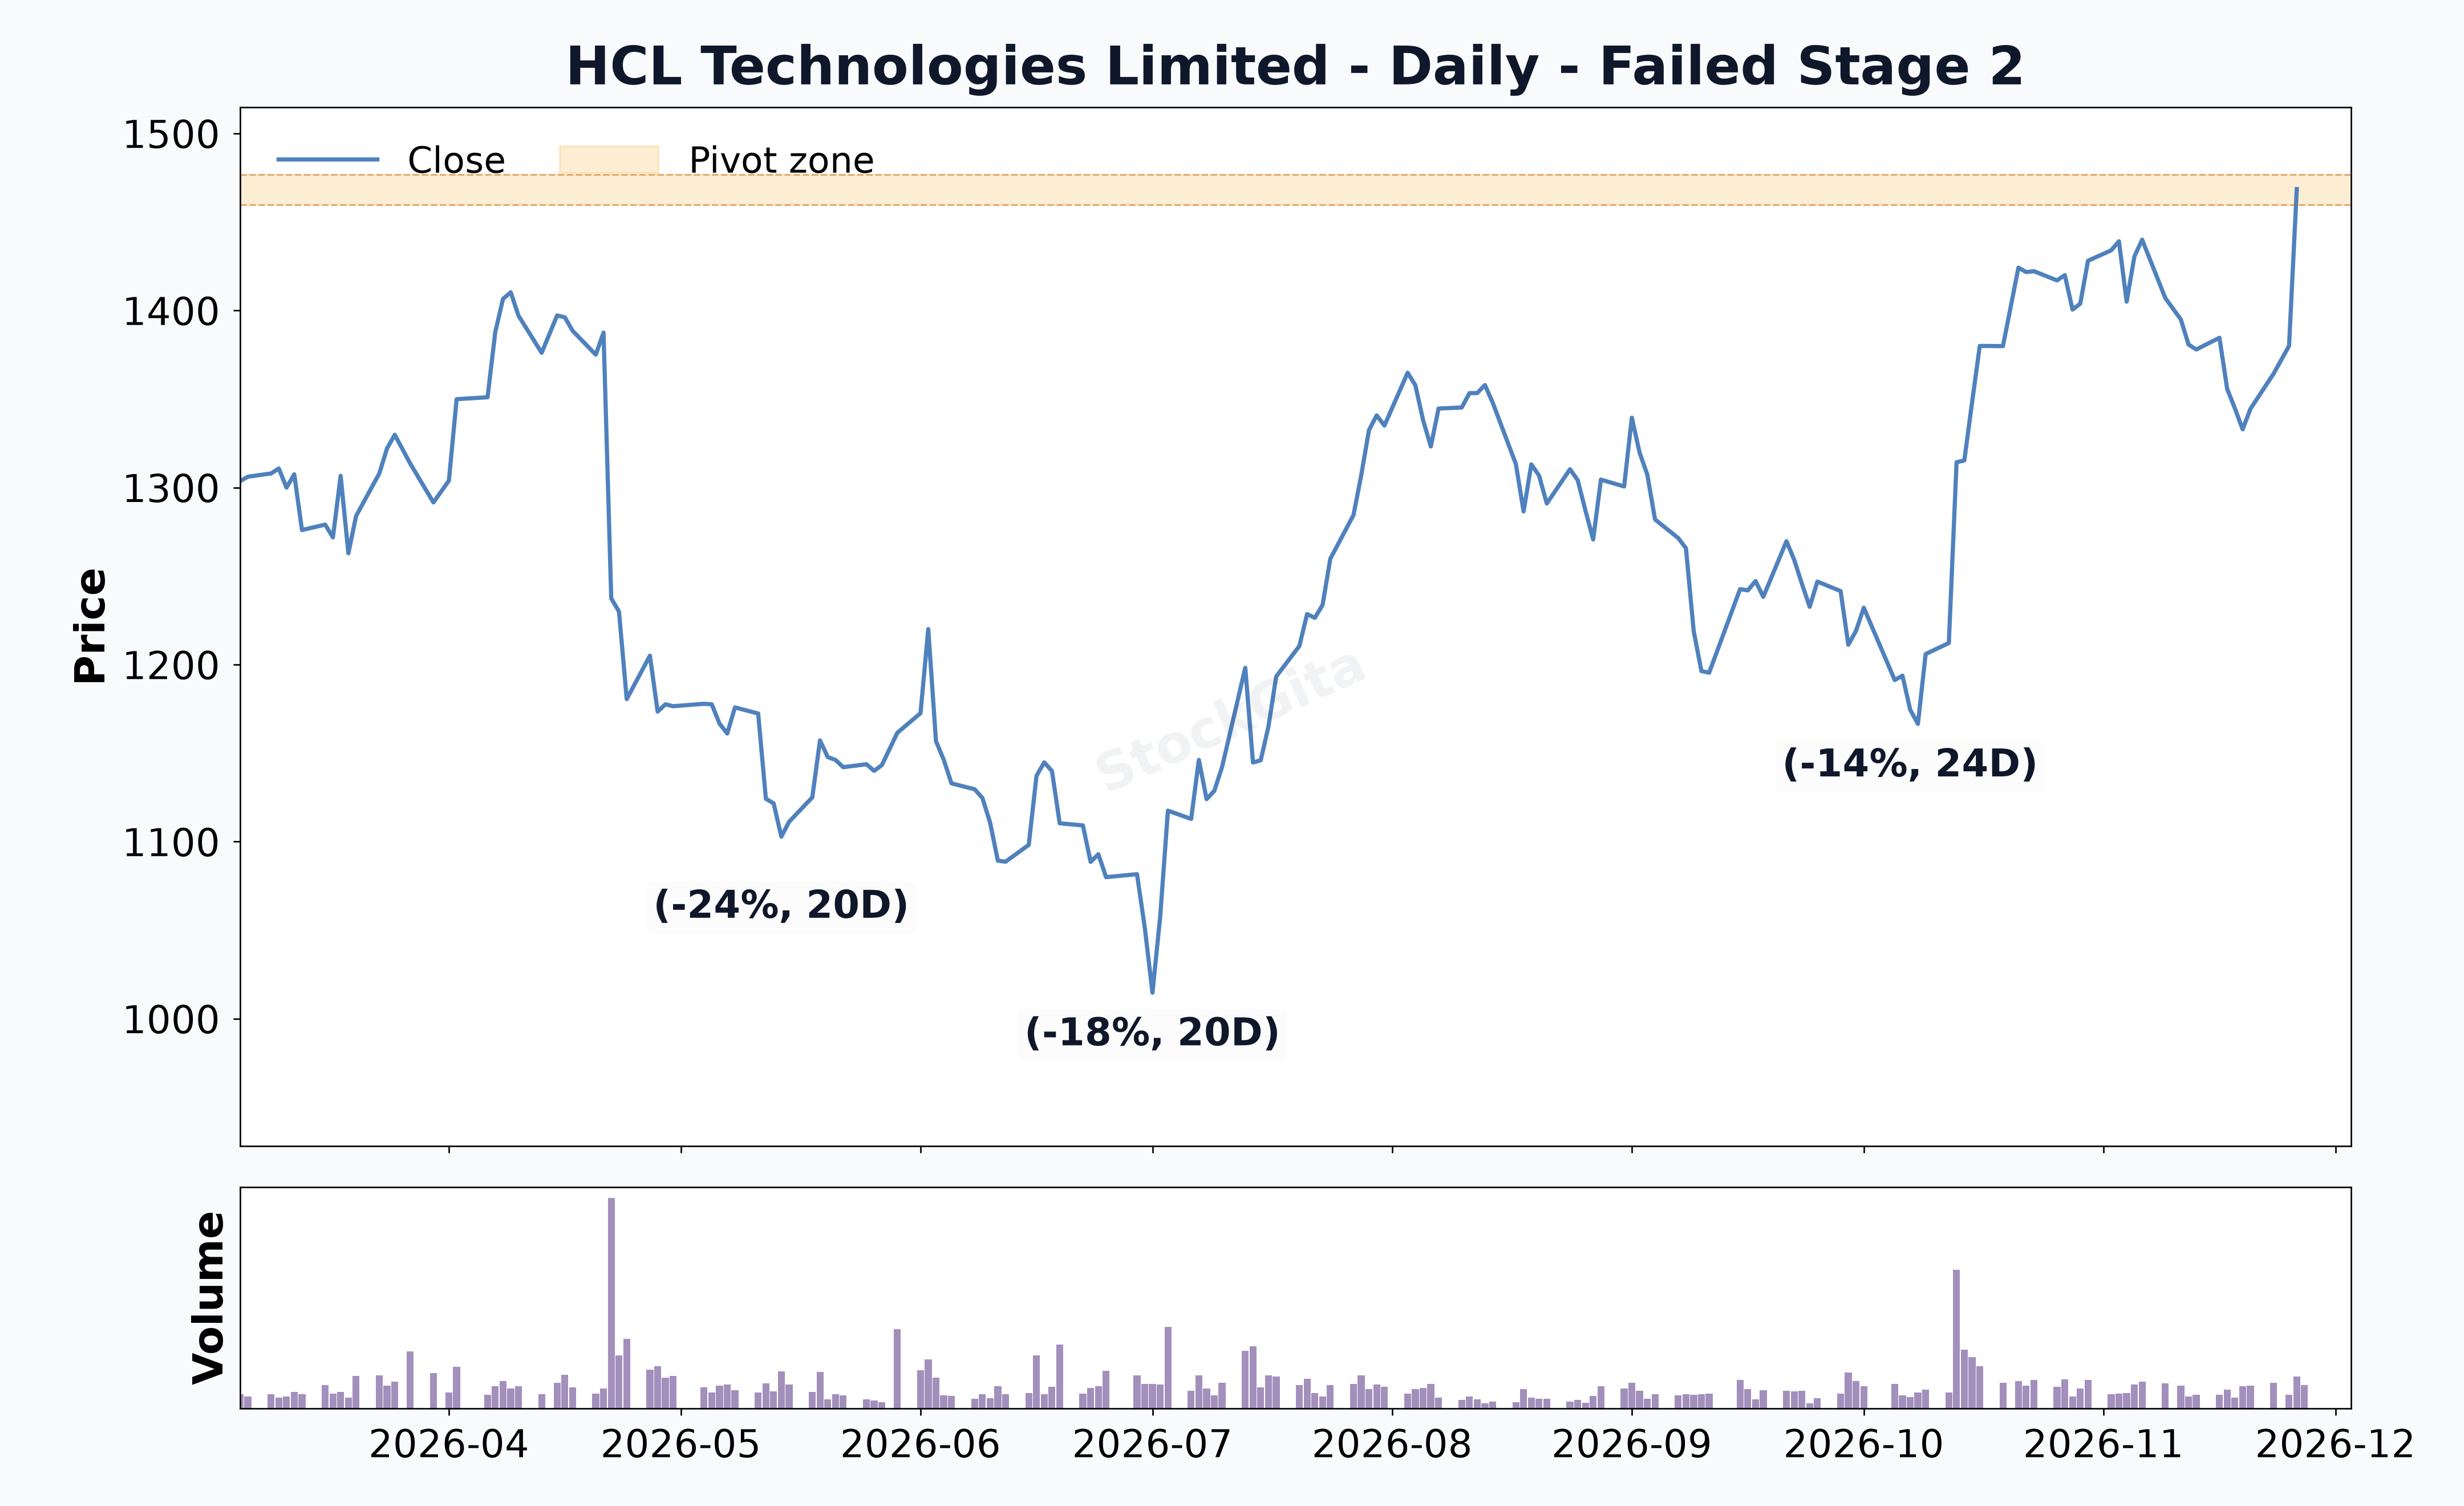 HCL Technologies Limited - Daily - Failed Stage 2
Close
Pivot zone
Price
1500
1400
1300
1200
1100
1000
StockGita
(-24%, 20D)
(-18%, 20D)
(-14%, 24D)
Volume
2026-04
2026-05
2026-06
2026-07
2026-08
2026-09
2026-10
2026-11
2026-12